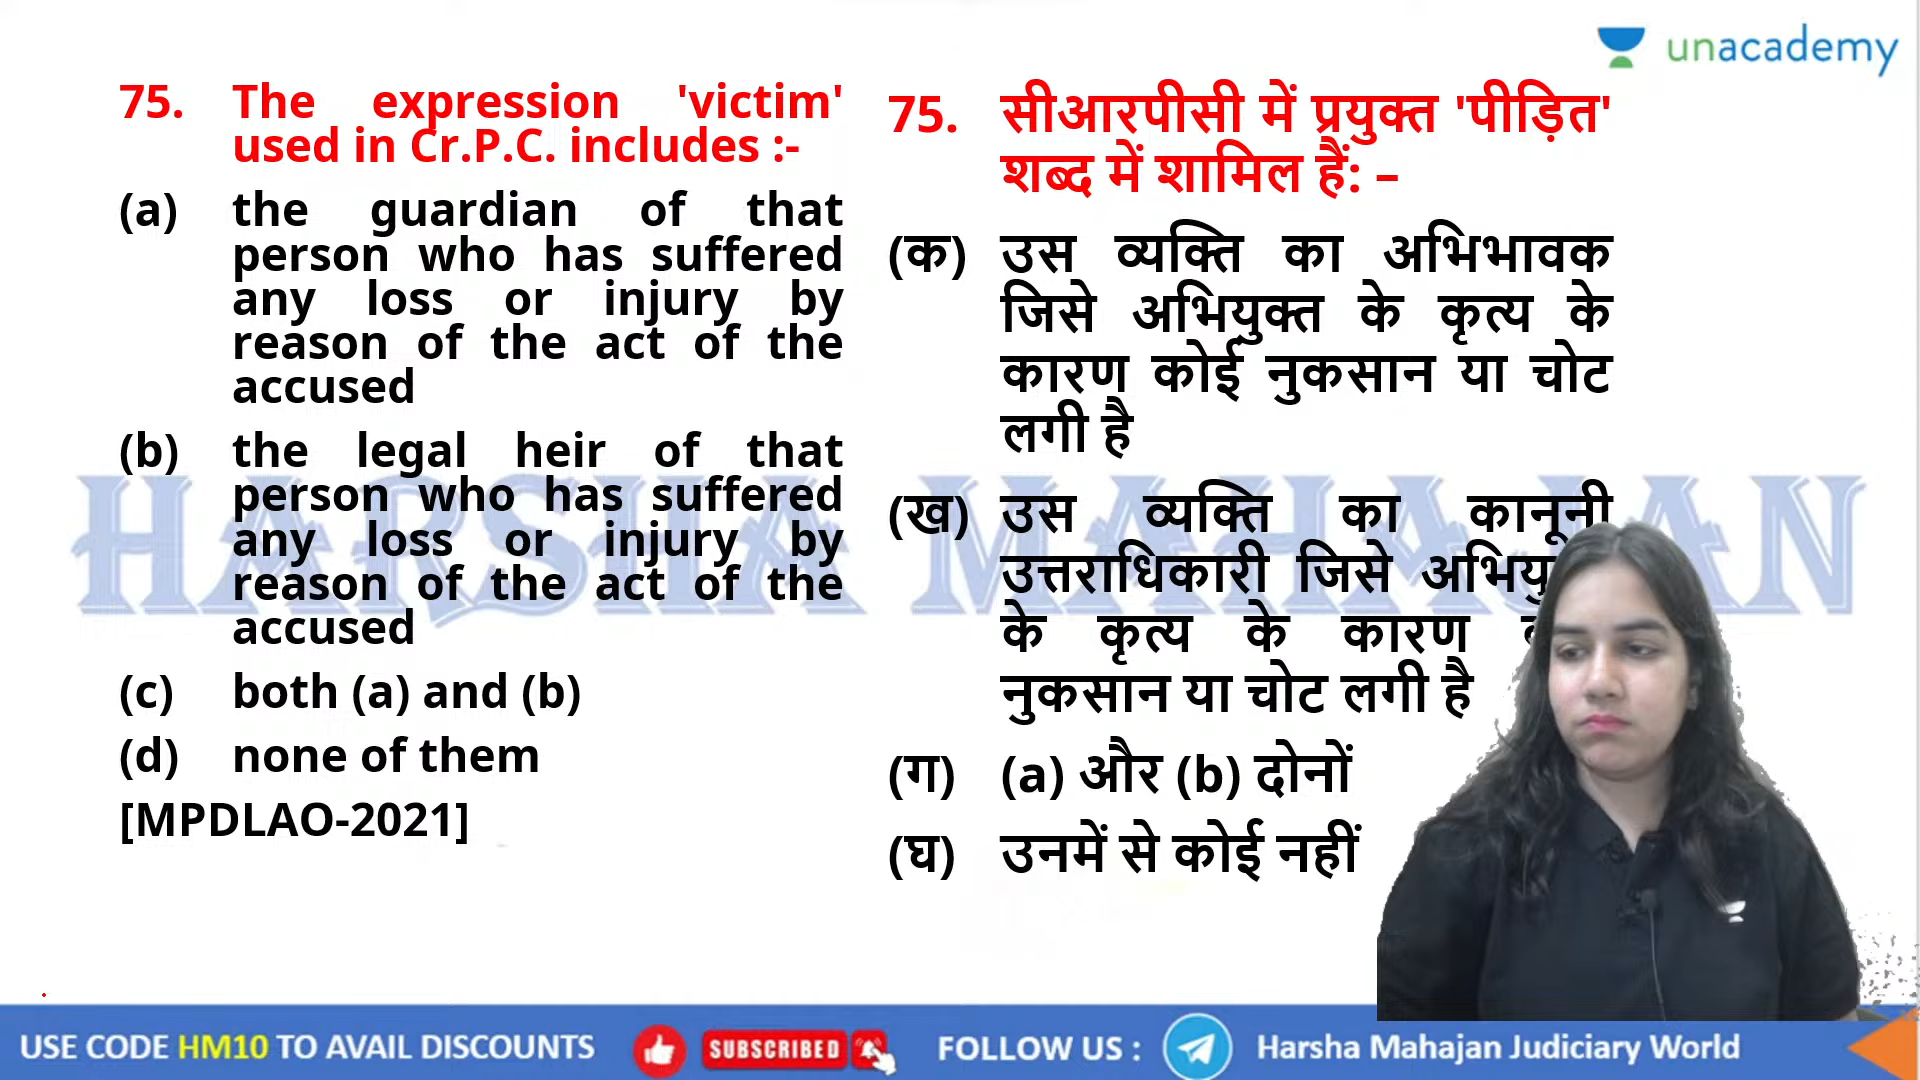 unacademy
75. The expression 'victim'
used in Cr.P.C. includes :-
(a) the guardian of that
person who has suffered
any loss or injury by
reason of the act of the
accused
(b) the legal heir of that
person who has suffered
any loss or injury by
reason of the act of the
accused
(c) both (a) and (b)
(d) none of them
[MPDLAO-2021]
75. सीआरपीसी में प्रयुक्त 'पीड़ित'
शब्द में शामिल हैं: –
(क) उस व्यक्ति का अभिभावक
जिसे अभियुक्त के कृत्य के
कारण कोई नुकसान या चोट
लगी है
(ख) उस व्यक्ति का कानूनी
उत्तराधिकारी जिसे
के कृत्य के कारण
नुकसान या चोट लगी है
(ग) (a) और (b) दोनों
(घ) उनमें से कोई नहीं
HARSHA MAHAJAN
USE CODE HM10 TO AVAIL DISCOUNTS
SUBSCRIBED
FOLLOW US :
Harsha Mahajan Judiciary World